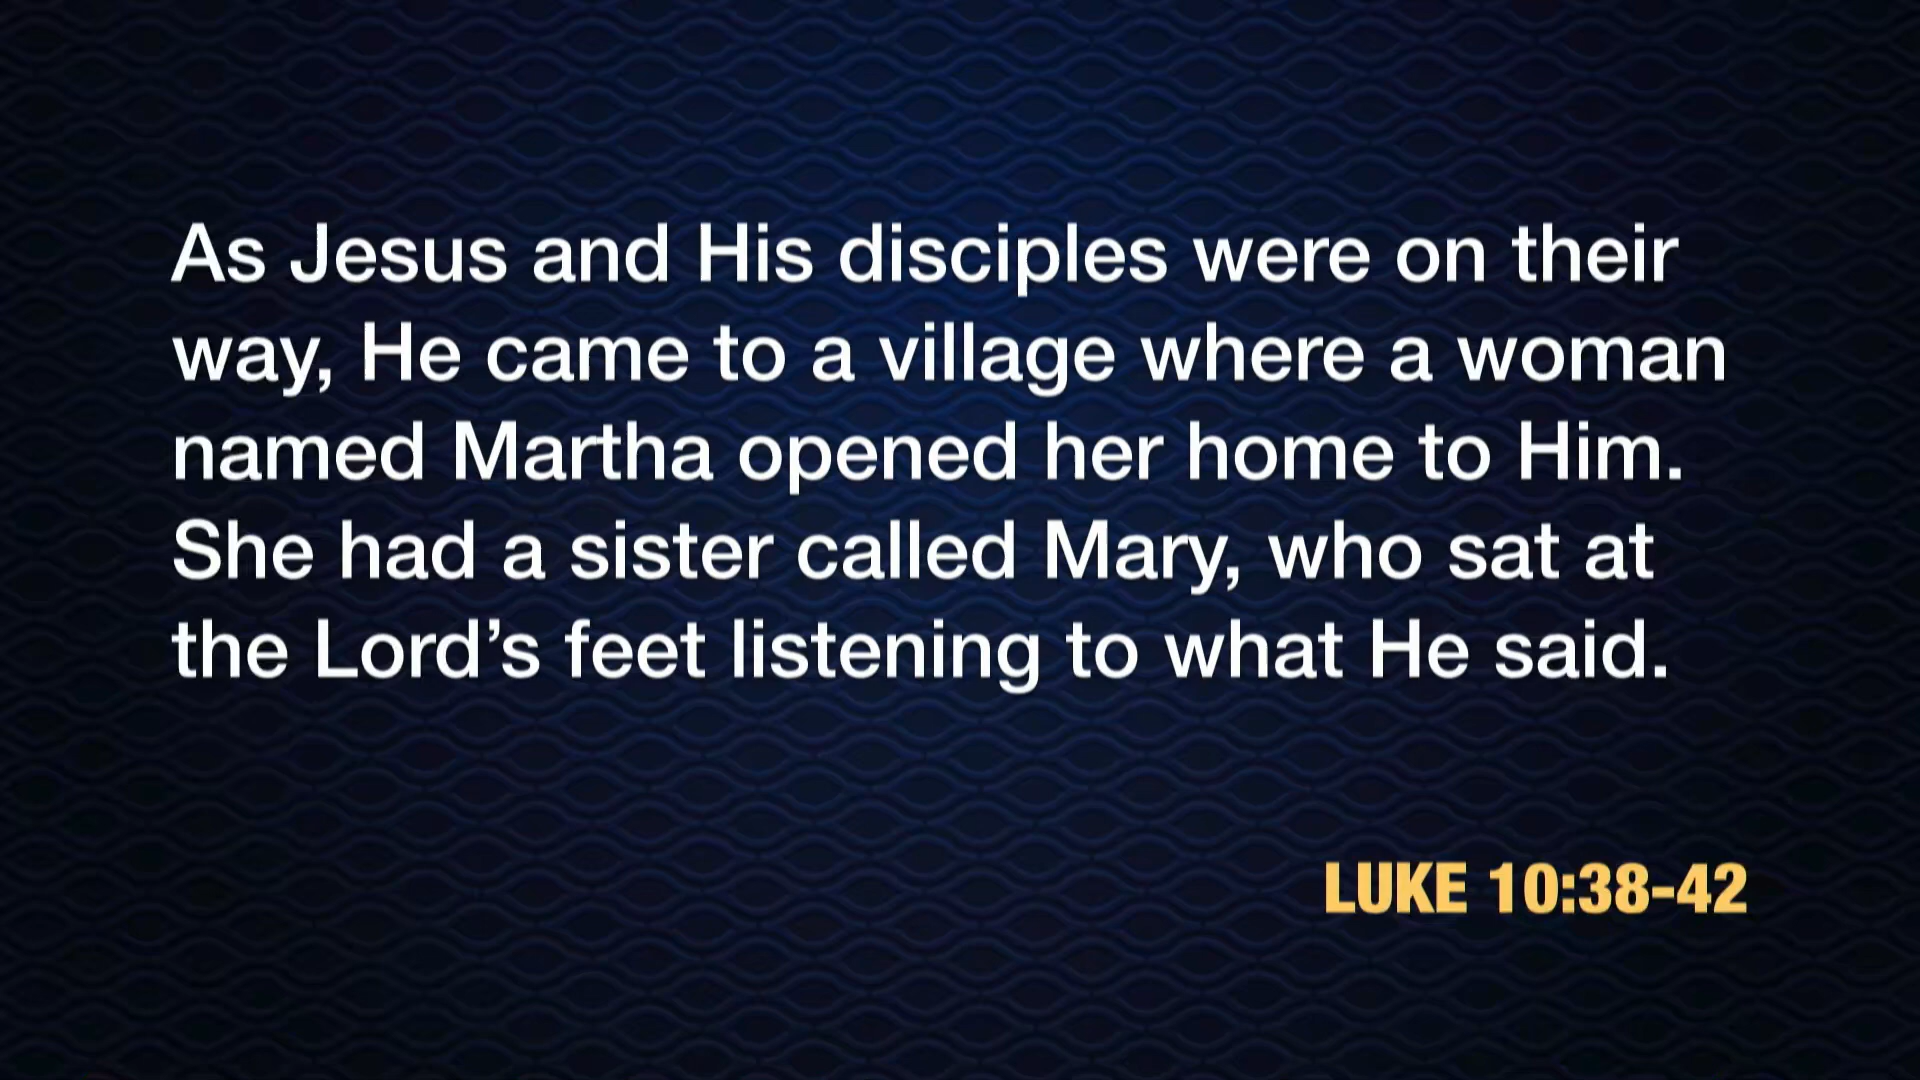 As Jesus and His disciples were on their
way, He came to a village where a woman
named Martha opened her home to Him.
She had a sister called Mary, who sat at
the Lord’s feet listening to what He said.
LUKE 10:38-42